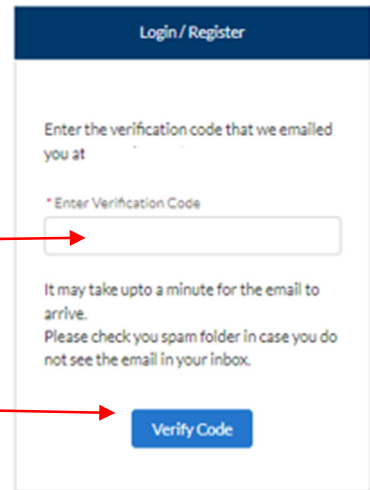 Login / Register
Enter the verification code that we emailed
you at
* Enter Verification Code
It may take upto a minute for the email to
arrive.
Please check you spam folder in case you do
not see the email in your inbox.
Verify Code